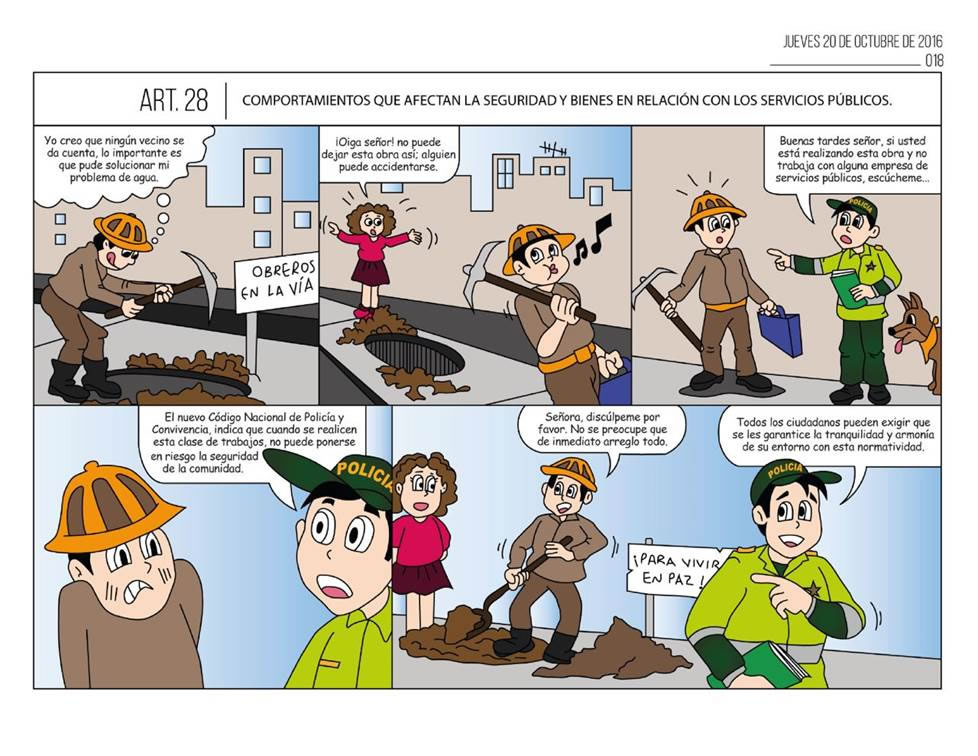 JUEVES 20 DE OCTUBRE DE 2016
018
ART. 28
COMPORTAMIENTOS QUE AFECTAN LA SEGURIDAD Y BIENES EN RELACIÓN CON LOS SERVICIOS PÚBLICOS.
Yo creo que ningún vecino se
da cuenta, lo importante es
que pude solucionar mi
problema de agua.
OBREROS
EN LA VÍA
¡Oiga señor! no puede
dejar esta obra así; alguien
puede accidentarse.
Buenas tardes señor, si usted
está realizando esta obra y no
trabaja con alguna empresa de
servicios públicos, escúcheme...
POLICÍA
El nuevo Código Nacional de Policía y
Convivencia, indica que cuando se realicen
esta clase de trabajos, no puede ponerse
en riesgo la seguridad
de la comunidad.
POLICÍA
Señora, discúlpeme por
favor. No se preocupe que
de inmediato arreglo todo.
Todos los ciudadanos pueden exigir que
se les garantice la tranquilidad y armonía
de su entorno con esta normatividad.
POLICÍA
¡PARA VIVIR
EN PAZ!